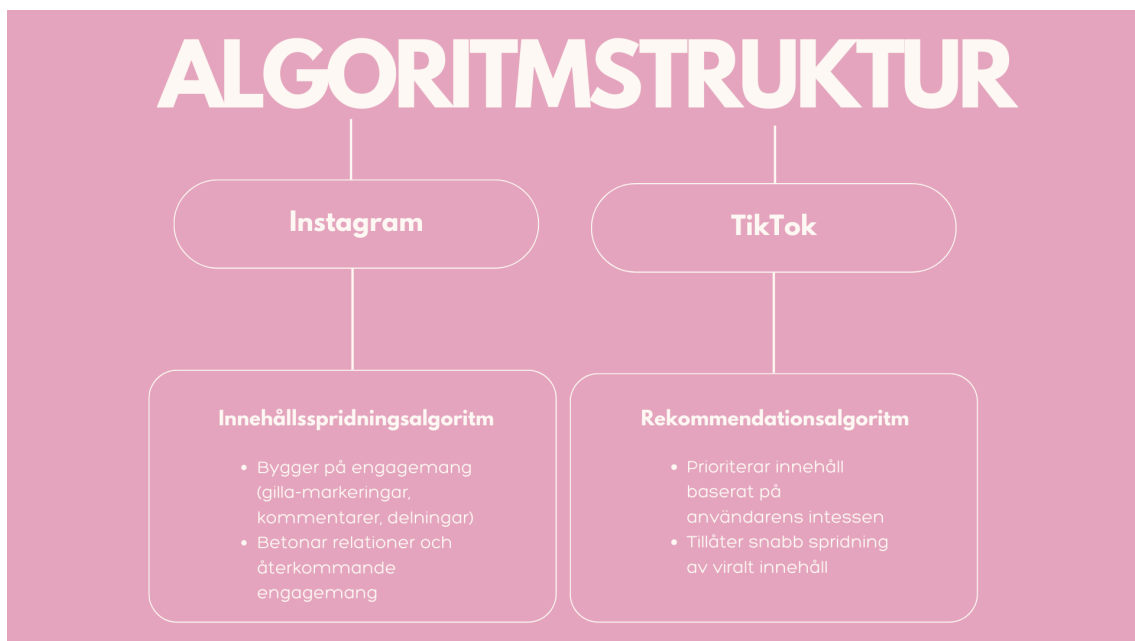 ALGORITMSTRUKTUR
Instagram
TikTok
Innehållsspridningsalgoritm
• Bygger på engagemang
(gilla-markeringar,
kommentarer, delningar)
• Betonar relationer och
återkommande
engagemang
Rekommendationsalgoritm
• Prioriterar innehåll
baserat på
användarens intessen
• Tillåter snabb spridning
av viralt innehåll